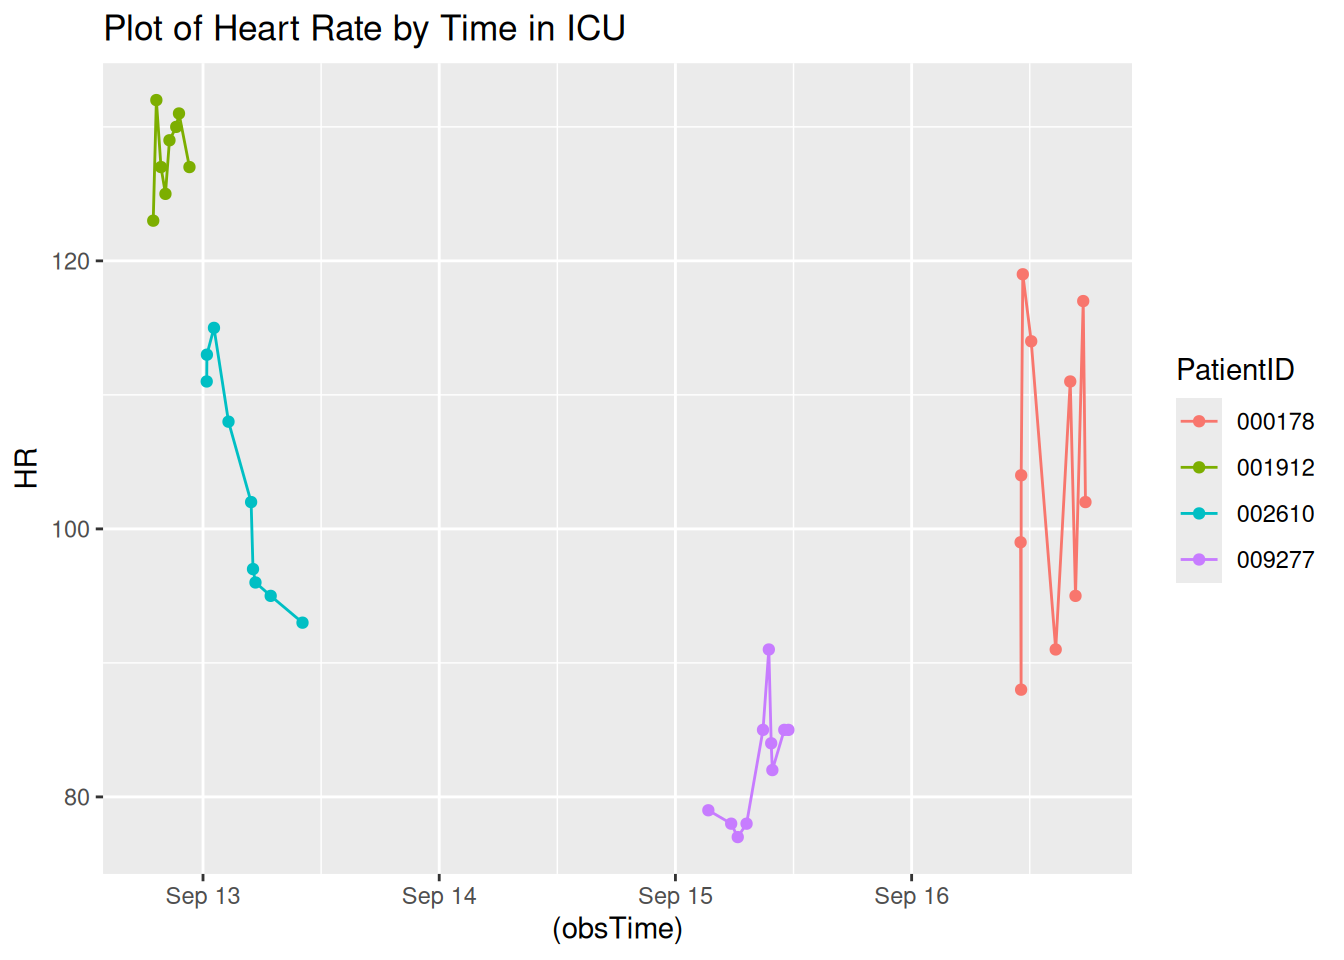 Plot of Heart Rate by Time in ICU
HR
120
100
80
Sep 13
Sep 14
Sep 15
Sep 16
(obsTime)
PatientID
000178
001912
002610
009277